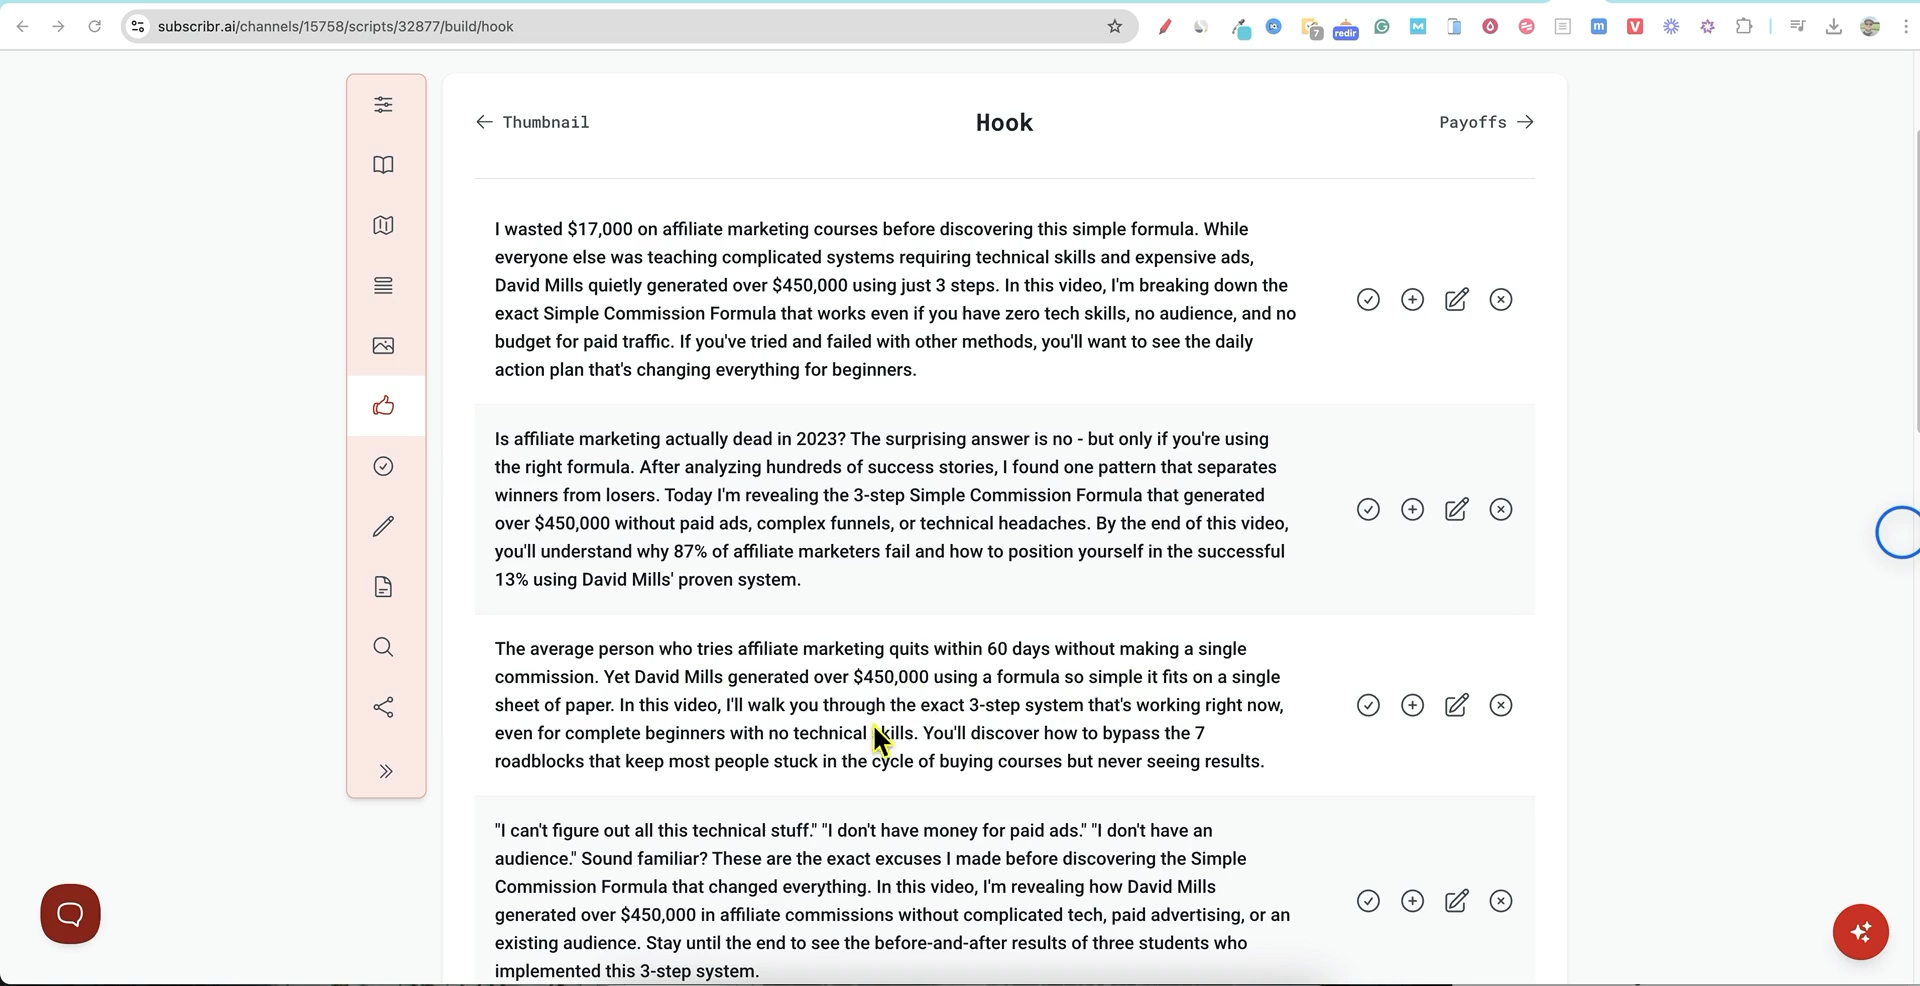 subscribr.ai/channels/15758/scripts/32877/build/hook
7
redir
M
m
V
← Thumbnail
Hook
Payoffs →
I wasted $17,000 on affiliate marketing courses before discovering this simple formula. While
everyone else was teaching complicated systems requiring technical skills and expensive ads,
David Mills quietly generated over $450,000 using just 3 steps. In this video, I'm breaking down the
exact Simple Commission Formula that works even if you have zero tech skills, no audience, and no
budget for paid traffic. If you've tried and failed with other methods, you'll want to see the daily
action plan that's changing everything for beginners.
Is affiliate marketing actually dead in 2023? The surprising answer is no - but only if you're using
the right formula. After analyzing hundreds of success stories, I found one pattern that separates
winners from losers. Today I'm revealing the 3-step Simple Commission Formula that generated
over $450,000 without paid ads, complex funnels, or technical headaches. By the end of this video,
you'll understand why 87% of affiliate marketers fail and how to position yourself in the successful
13% using David Mills' proven system.
The average person who tries affiliate marketing quits within 60 days without making a single
commission. Yet David Mills generated over $450,000 using a formula so simple it fits on a single
sheet of paper. In this video, I'll walk you through the exact 3-step system that's working right now,
even for complete beginners with no technical skills. You'll discover how to bypass the 7
roadblocks that keep most people stuck in the cycle of buying courses but never seeing results.
"I can't figure out all this technical stuff." "I don't have money for paid ads." "I don't have an
audience." Sound familiar? These are the exact excuses I made before discovering the Simple
Commission Formula that changed everything. In this video, I'm revealing how David Mills
generated over $450,000 in affiliate commissions without complicated tech, paid advertising, or an
existing audience. Stay until the end to see the before-and-after results of three students who
implemented this 3-step system.